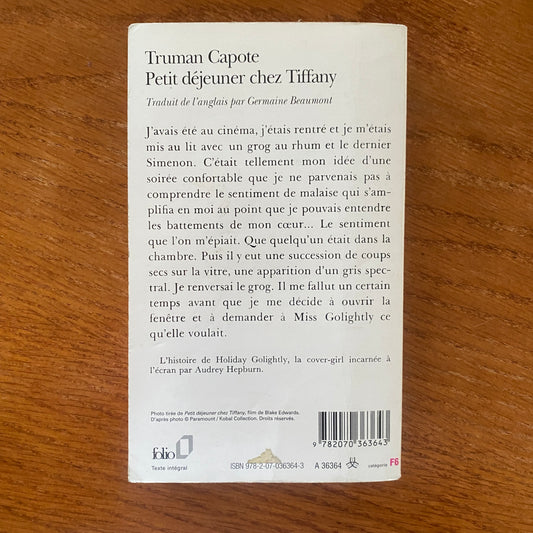 Truman Capote
Petit déjeuner chez Tiffany
Traduit de l'anglais par Germaine Beaumont
J'avais été au cinéma, j'étais rentré et je m'étais
mis au lit avec un grog au rhum et le dernier
Simenon. C'était tellement mon idée d'une
soirée confortable que je ne parvenais pas à
comprendre le sentiment de malaise qui s'am-
plifia en moi au point que je pouvais entendre
les battements de mon cœur... Le sentiment
que l'on m'épiait. Que quelqu'un était dans la
chambre. Puis il y eut une succession de coups
secs sur la vitre, une apparition d'un gris spec-
tral. Je renversai le grog. Il me fallut un certain
temps avant que je me décide à ouvrir la
fenêtre et à demander à Miss Golightly ce
qu'elle voulait.
L'histoire de Holiday Golightly, la cover-girl incarnée à
l'écran par Audrey Hepburn.
Photo tirée de Petit déjeuner chez Tiffany, film de Blake Edwards.
D'après photo © Paramount / Kobal Collection. Droits réservés.
9 782070 363643
folio
Texte intégral
ISBN 978-2-07-036364-3 A 36364 catégorie F6